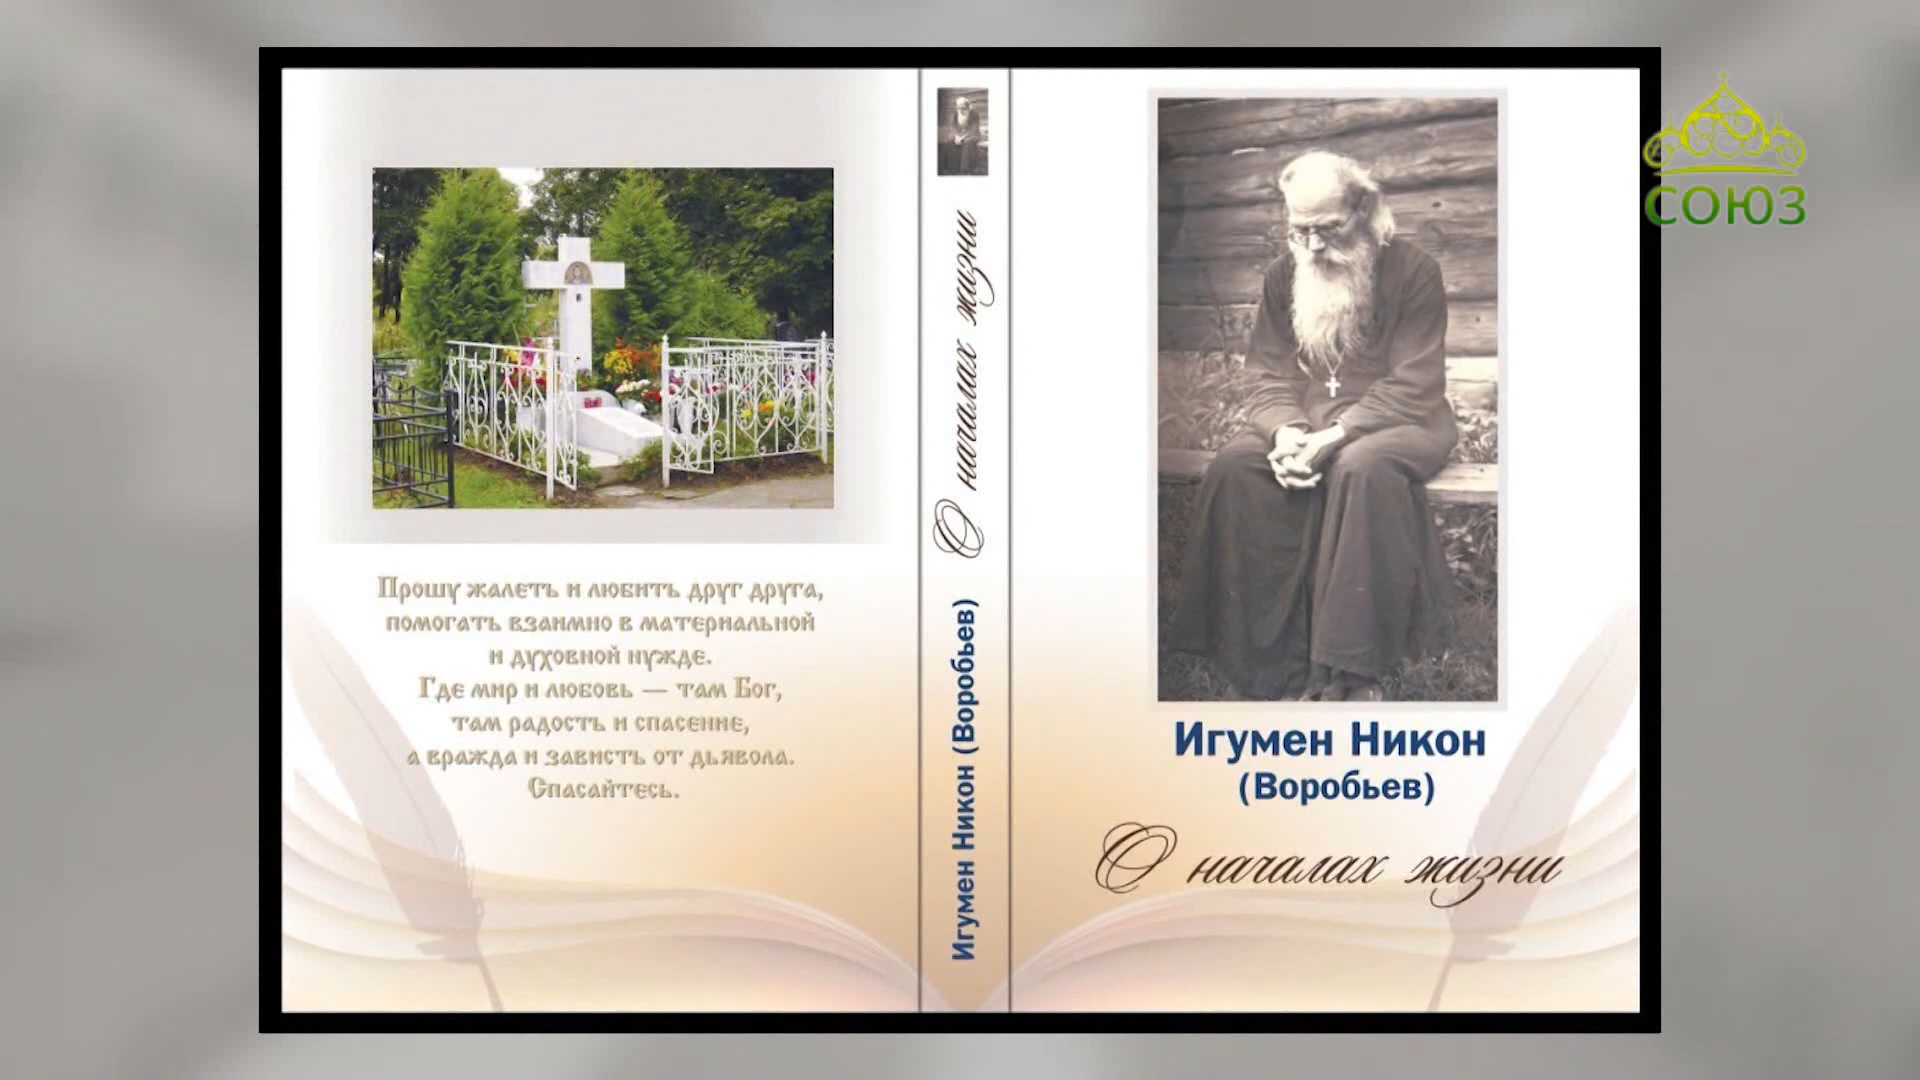 Прошу жалеть и любить друг друга,
помогать взаимно в материальной
и духовной нужде.
Где мир и любовь — там Бог,
там радость и спасение,
а вражда и зависть от дьявола.
Спасайтесь.
Игумен Никон (Воробьев) О началах жизни
Игумен Никон
(Воробьев)
О началах жизни
СОЮЗ